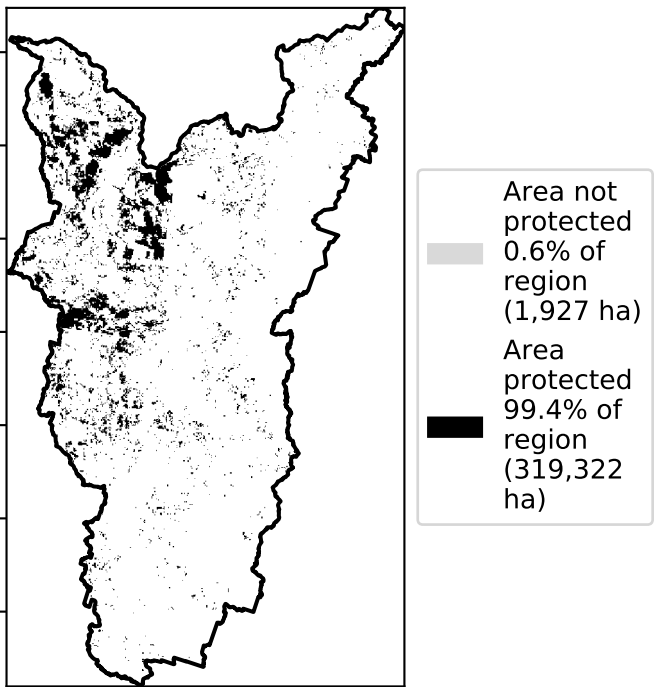 Area not
protected
0.6% of
region
(1,927 ha)
Area
protected
99.4% of
region
(319,322
ha)